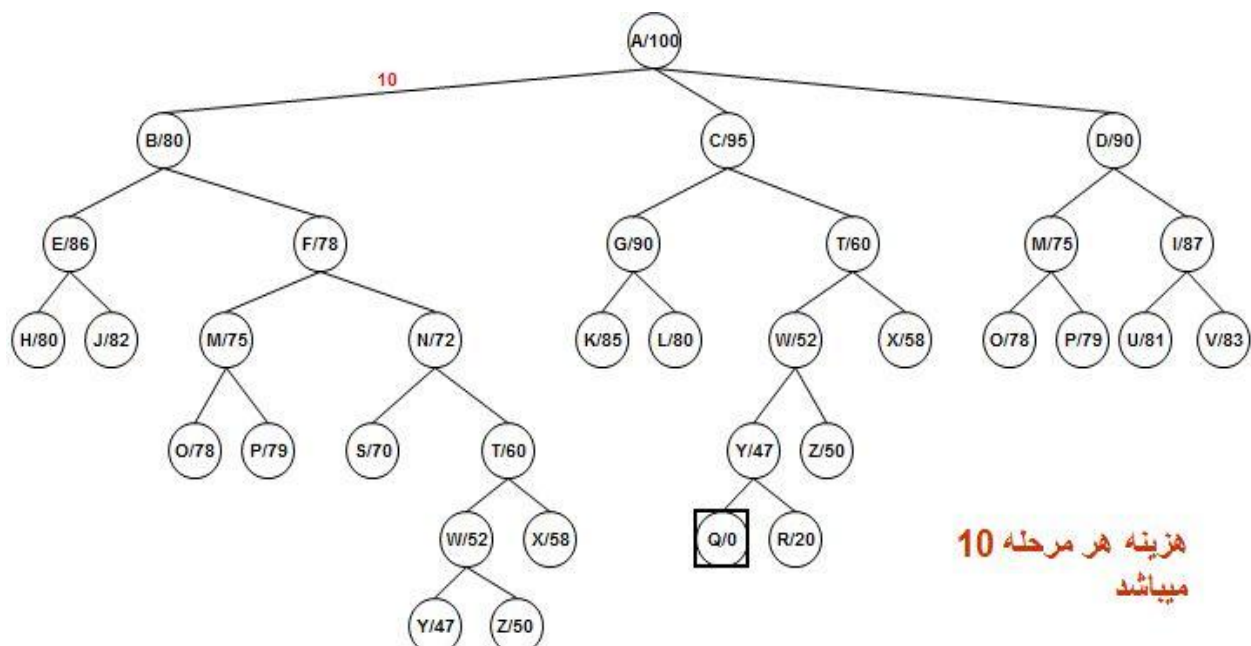 A/100
10
B/80 C/95 D/90
E/86 F/78 G/90 T/60 M/75 I/87
H/80 J/82 M/75 N/72 K/85 L/80 W/52 X/58 O/78 P/79 U/81 V/83
O/78 P/79 S/70 T/60 Y/47 Z/50
W/52 X/58 Q/0 R/20
هزینه هر مرحله 10
میباشد
Y/47 Z/50